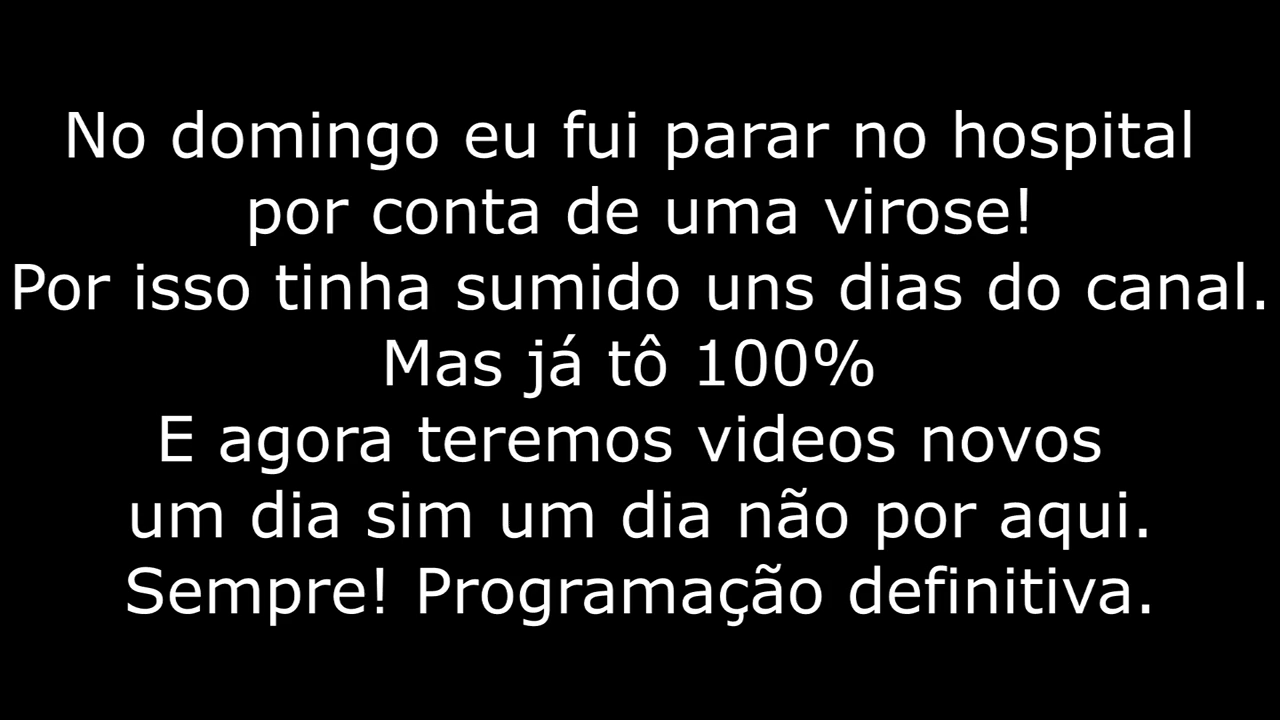 No domingo eu fui parar no hospital
por conta de uma virose!
Por isso tinha sumido uns dias do canal.
Mas já tô 100%
E agora teremos videos novos
um dia sim um dia não por aqui.
Sempre! Programação definitiva.